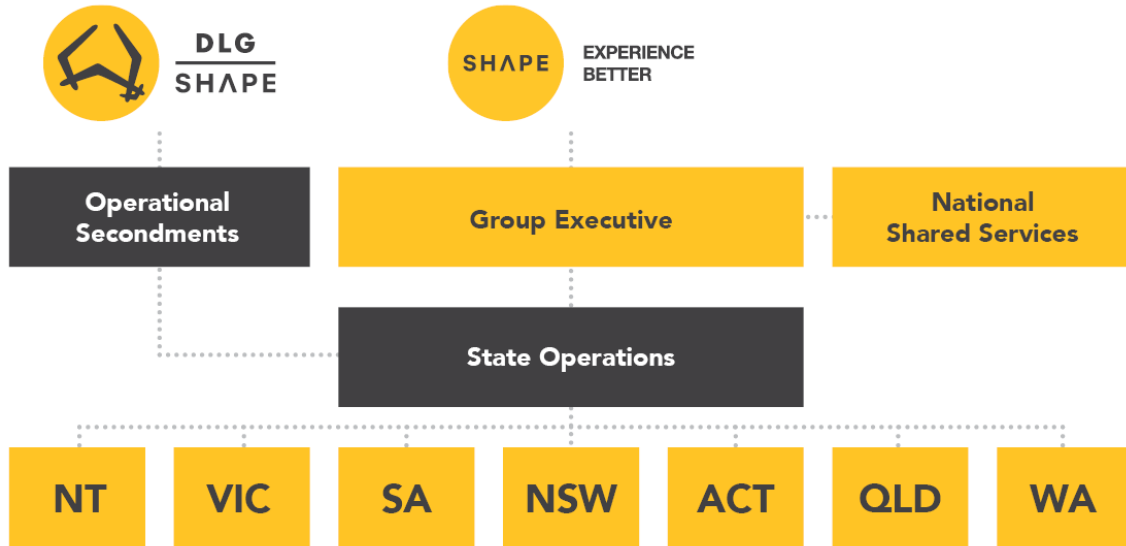 DLG
SHAPE
SHAPE
EXPERIENCE
BETTER
Operational
Secondments
Group Executive
National
Shared Services
State Operations
NT
VIC
SA
NSW
ACT
QLD
WA